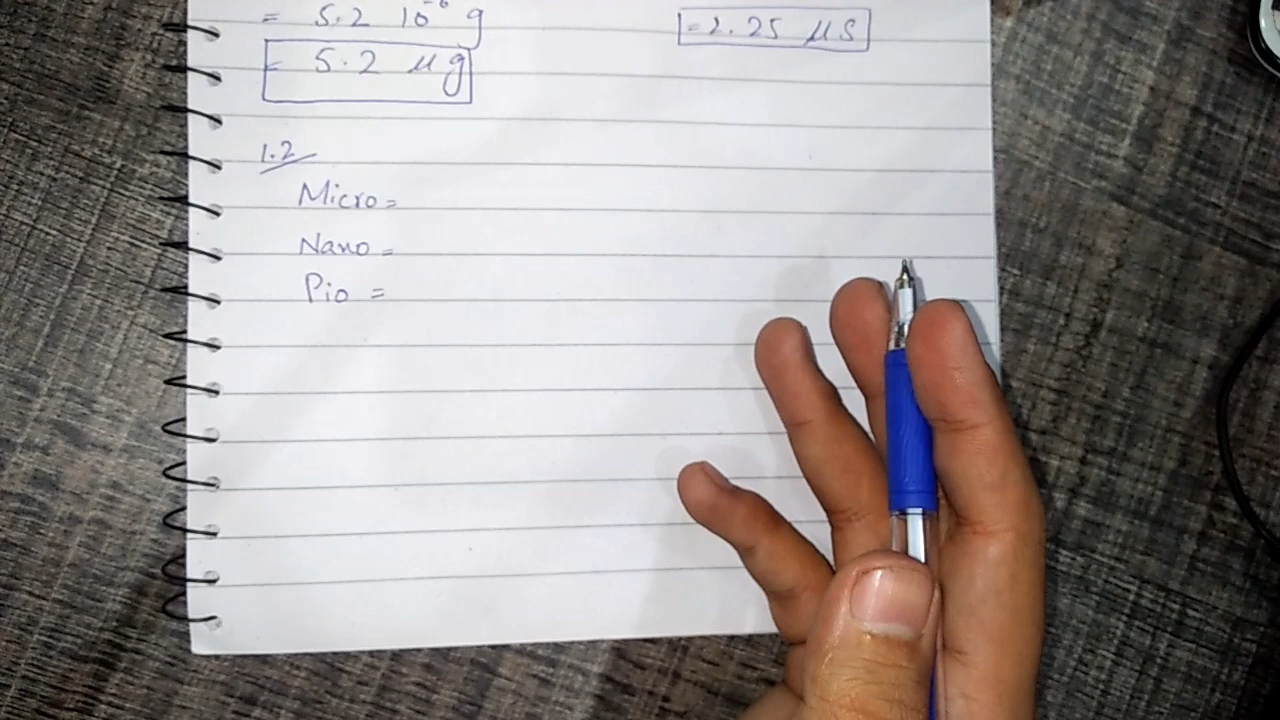 = 5.2 10⁻⁶ g
= 5.2 μg
= 2.25 μs
1.2
Micro =
Nano =
Pio =